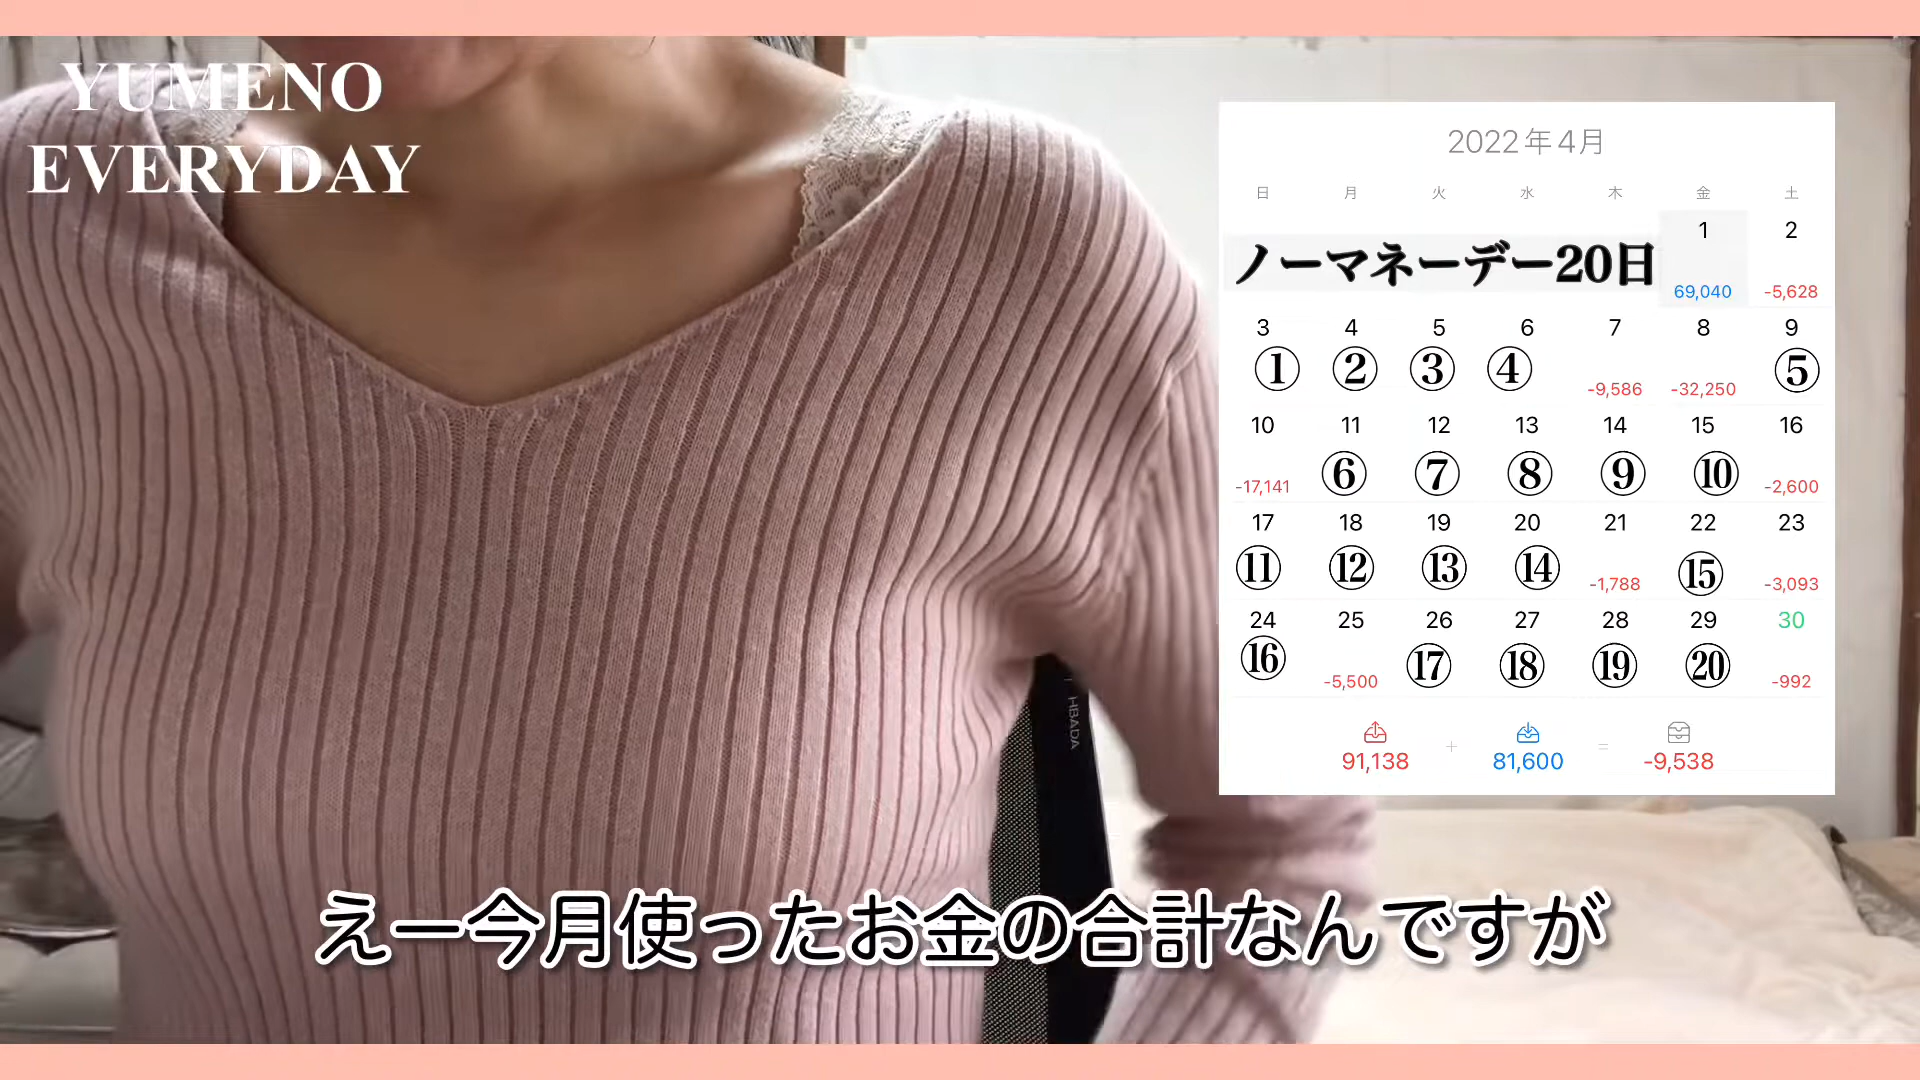 YUMENO
EVERYDAY
2022年4月
日 月 火 水 木 金 土
ノーマネーデー20日
1 2
69,040 -5,628
3 4 5 6 7 8 9
① ② ③ ④ ⑤
-9,586 -32,250
10 11 12 13 14 15 16
⑥ ⑦ ⑧ ⑨ ⑩
-17,141 -2,600
17 18 19 20 21 22 23
⑪ ⑫ ⑬ ⑭ ⑮
-1,788 -3,093
24 25 26 27 28 29 30
⑯ ⑰ ⑱ ⑲ ⑳
-5,500 -992
91,138 + 81,600 = -9,538
HBADA
えー今月使ったお金の合計なんですが